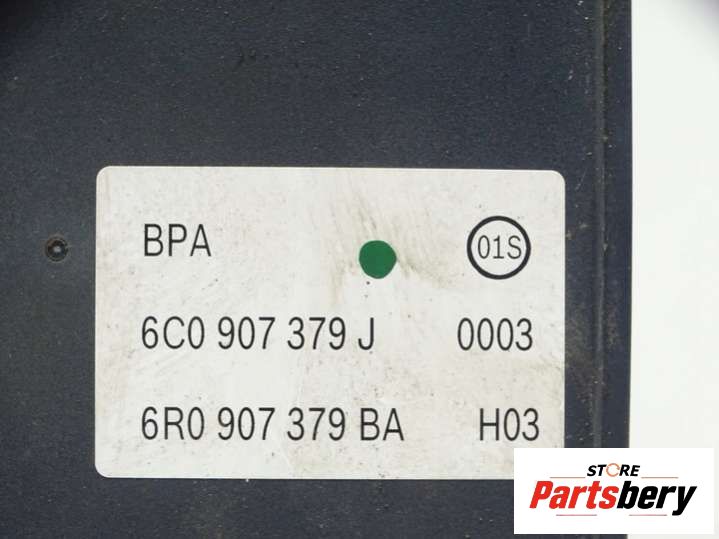 BPA 01S
6C0 907 379 J 0003
6R0 907 379 BA H03
STORE
Partsbery